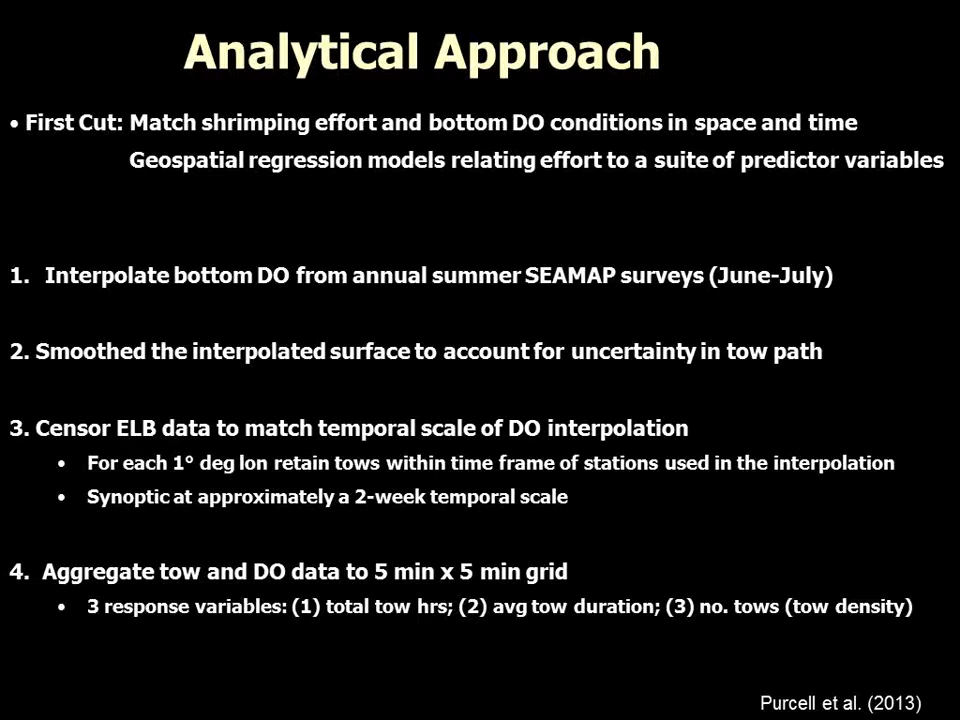 Analytical Approach
• First Cut: Match shrimping effort and bottom DO conditions in space and time
Geospatial regression models relating effort to a suite of predictor variables
1. Interpolate bottom DO from annual summer SEAMAP surveys (June-July)
2. Smoothed the interpolated surface to account for uncertainty in tow path
3. Censor ELB data to match temporal scale of DO interpolation
• For each 1° deg lon retain tows within time frame of stations used in the interpolation
• Synoptic at approximately a 2-week temporal scale
4. Aggregate tow and DO data to 5 min x 5 min grid
• 3 response variables: (1) total tow hrs; (2) avg tow duration; (3) no. tows (tow density)
Purcell et al. (2013)